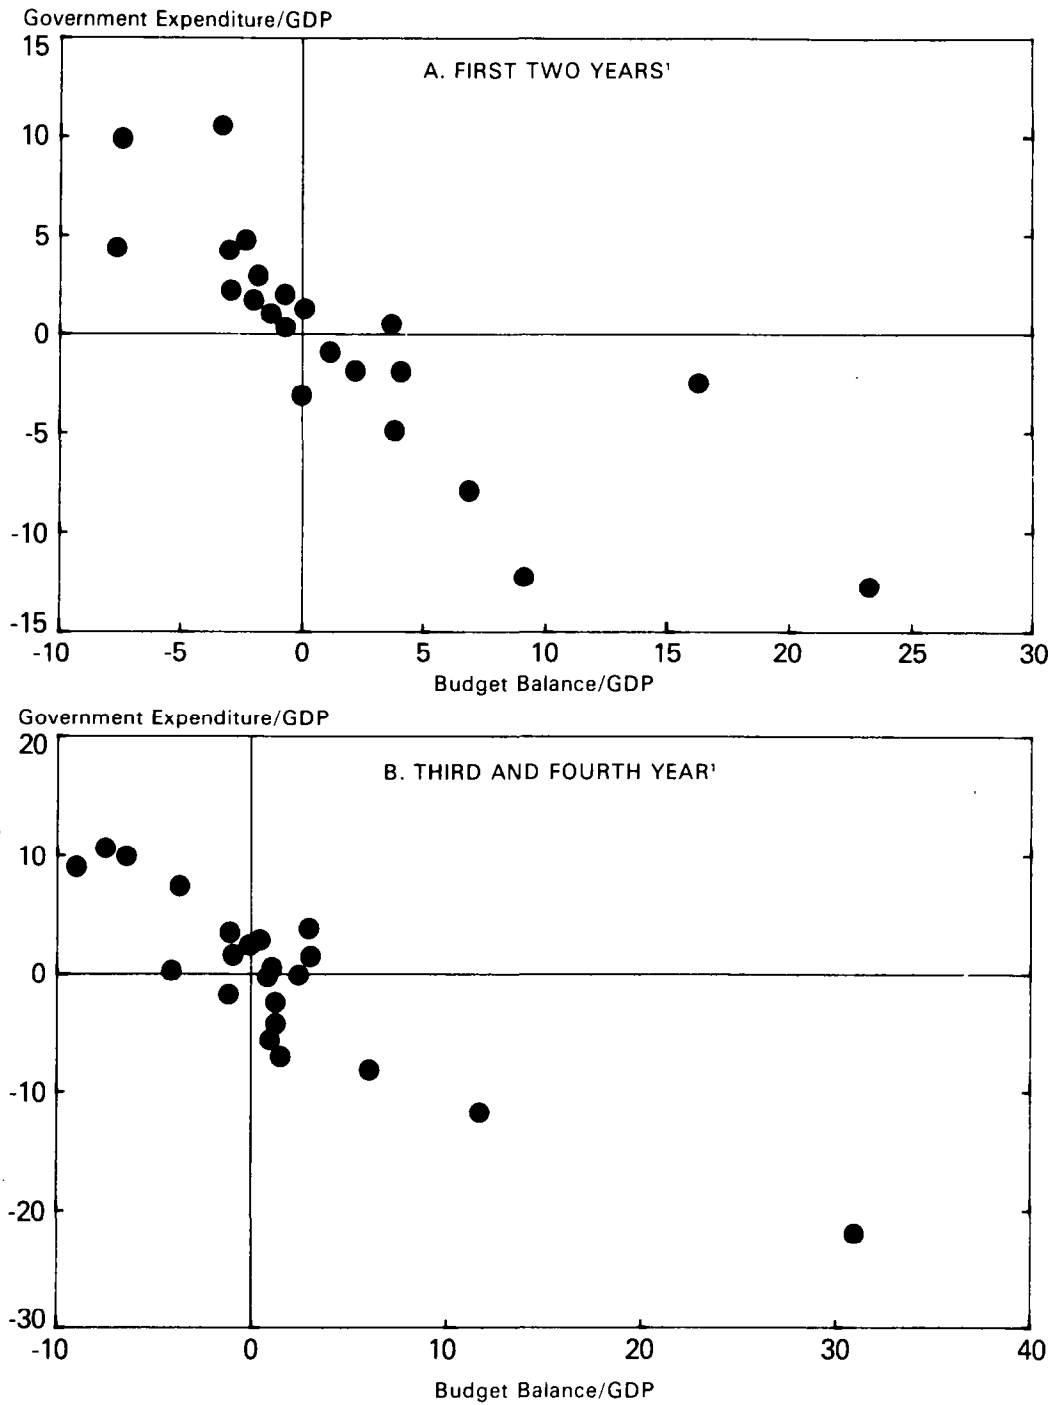 Government Expenditure/GDP
15
A. FIRST TWO YEARS¹
10
5
0
-5
-10
-15
-10 -5 0 5 10 15 20 25 30
Budget Balance/GDP
Government Expenditure/GDP
20
B. THIRD AND FOURTH YEAR¹
10
0
-10
-20
-30
-10 0 10 20 30 40
Budget Balance/GDP